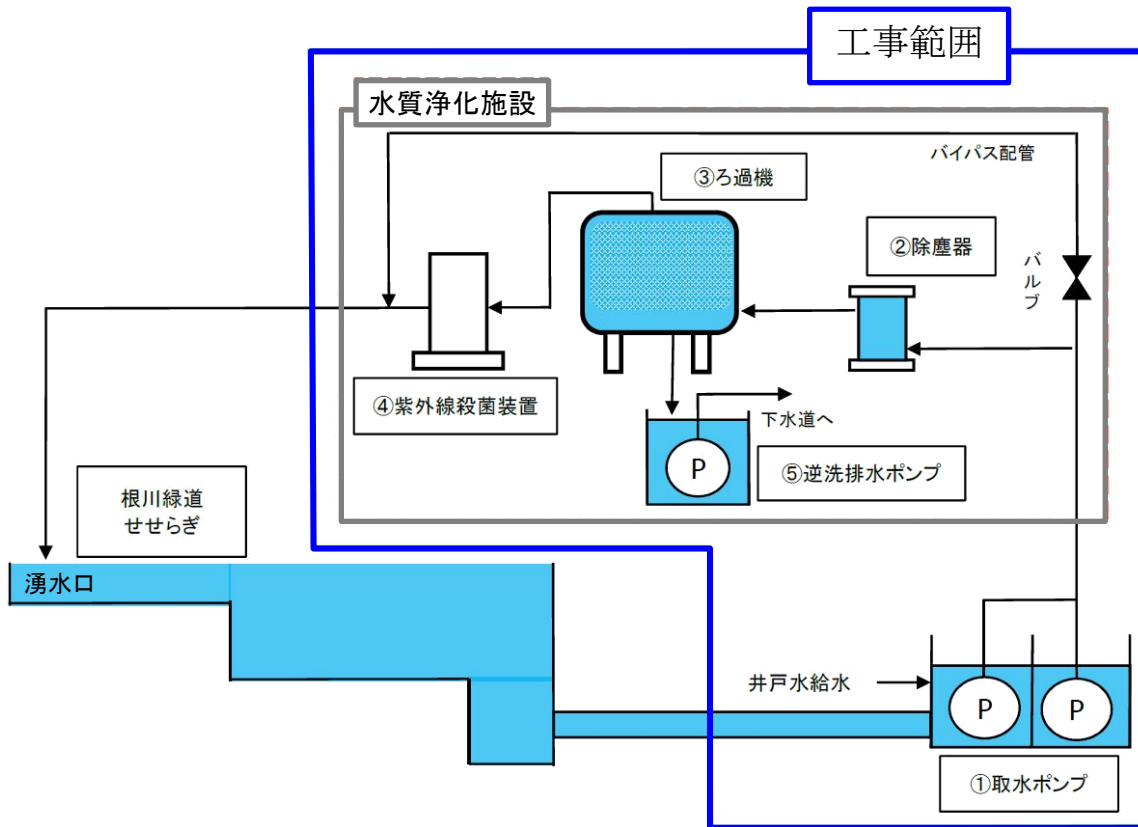 工事範囲
水質浄化施設
バイパス配管
③ろ過機
②除塵器
バルブ
④紫外線殺菌装置
下水道へ
P
⑤逆洗排水ポンプ
根川緑道
せせらぎ
湧水口
井戸水給水
P
P
①取水ポンプ